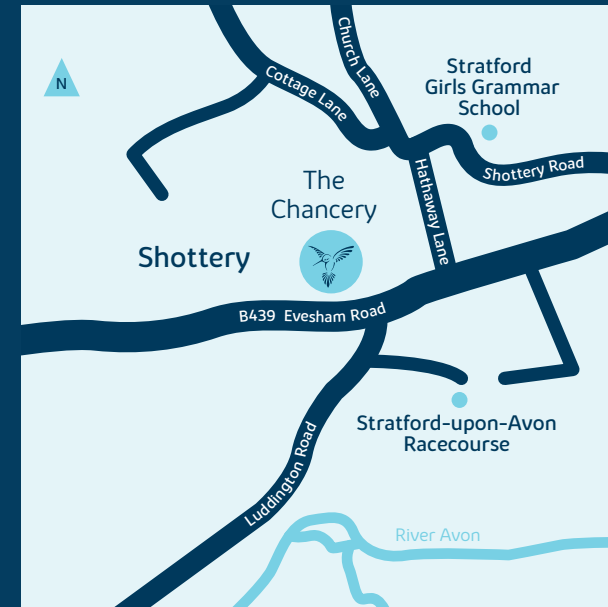 Church Lane
Stratford
Girls Grammar
School
N
Cottage Lane
Shottery Road
The
Chancery
Hathaway Lane
Shottery
B439 Evesham Road
Stratford-upon-Avon
Racecourse
Luddington Road
River Avon